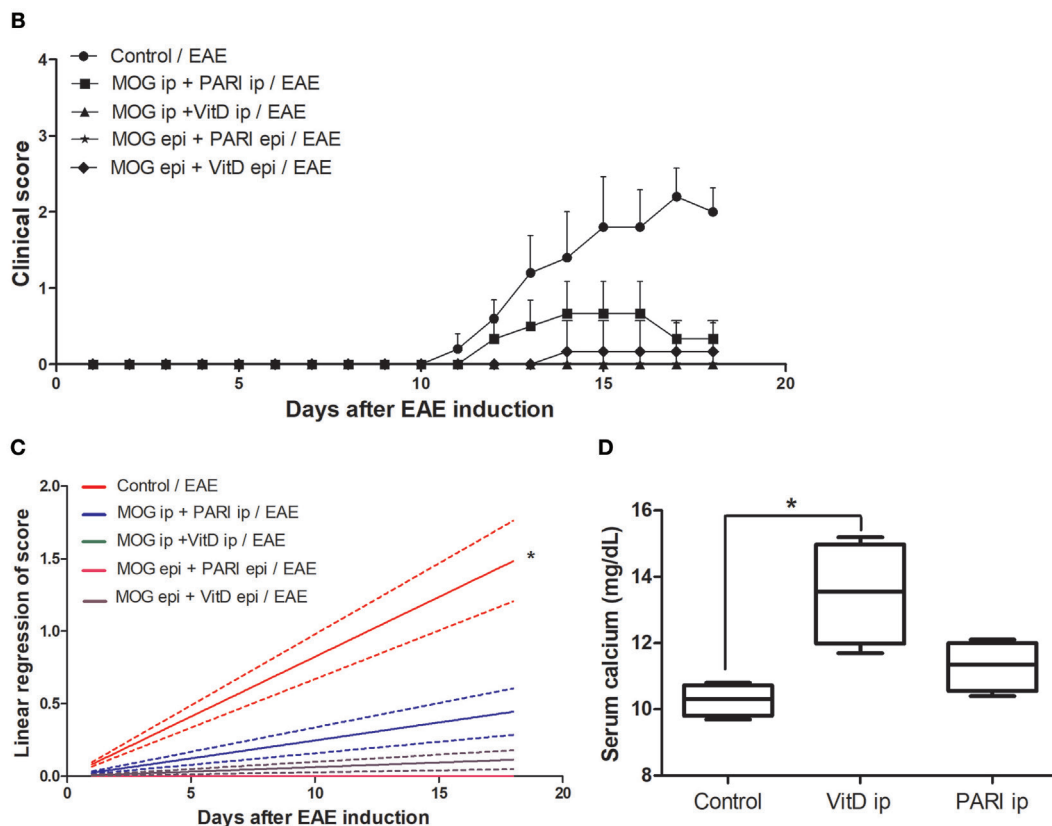 B
Control / EAE
MOG ip + PARI ip / EAE
MOG ip +VitD ip / EAE
MOG epi + PARI epi / EAE
MOG epi + VitD epi / EAE
Clinical score
4
3
2
1
0
0 5 10 15 20
Days after EAE induction
C
Control / EAE
MOG ip + PARI ip / EAE
MOG ip +VitD ip / EAE
MOG epi + PARI epi / EAE
MOG epi + VitD epi / EAE
*
Linear regression of score
2.0
1.5
1.0
0.5
0.0
0 5 10 15 20
Days after EAE induction
D
*
Serum calcium (mg/dL)
16
14
12
10
8
Control VitD ip PARI ip